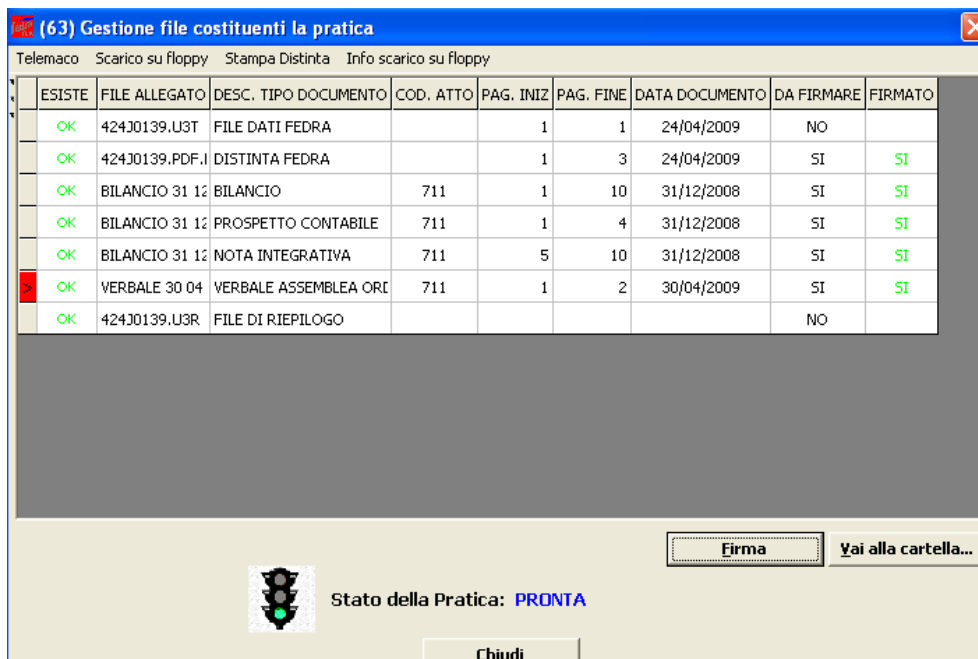 (63) Gestione file costituenti la pratica
Telemaco Scarico su floppy Stampa Distinta Info scarico su floppy
ESISTE FILE ALLEGATO DESC. TIPO DOCUMENTO COD. ATTO PAG. INIZ PAG. FINE DATA DOCUMENTO DA FIRMARE FIRMATO
OK 424J0139.U3T FILE DATI FEDRA 1 1 24/04/2009 NO
OK 424J0139.PDF. DISTINTA FEDRA 1 3 24/04/2009 SI SI
OK BILANCIO 31 12 BILANCIO 711 1 10 31/12/2008 SI SI
OK BILANCIO 31 12 PROSPETTO CONTABILE 711 1 4 31/12/2008 SI SI
OK BILANCIO 31 12 NOTA INTEGRATIVA 711 5 10 31/12/2008 SI SI
> OK VERBALE 30 04 VERBALE ASSEMBLEA ORD 711 1 2 30/04/2009 SI SI
OK 424J0139.U3R FILE DI RIEPILOGO NO
Firma Vai alla cartella...
Stato della Pratica: PRONTA
Chiudi